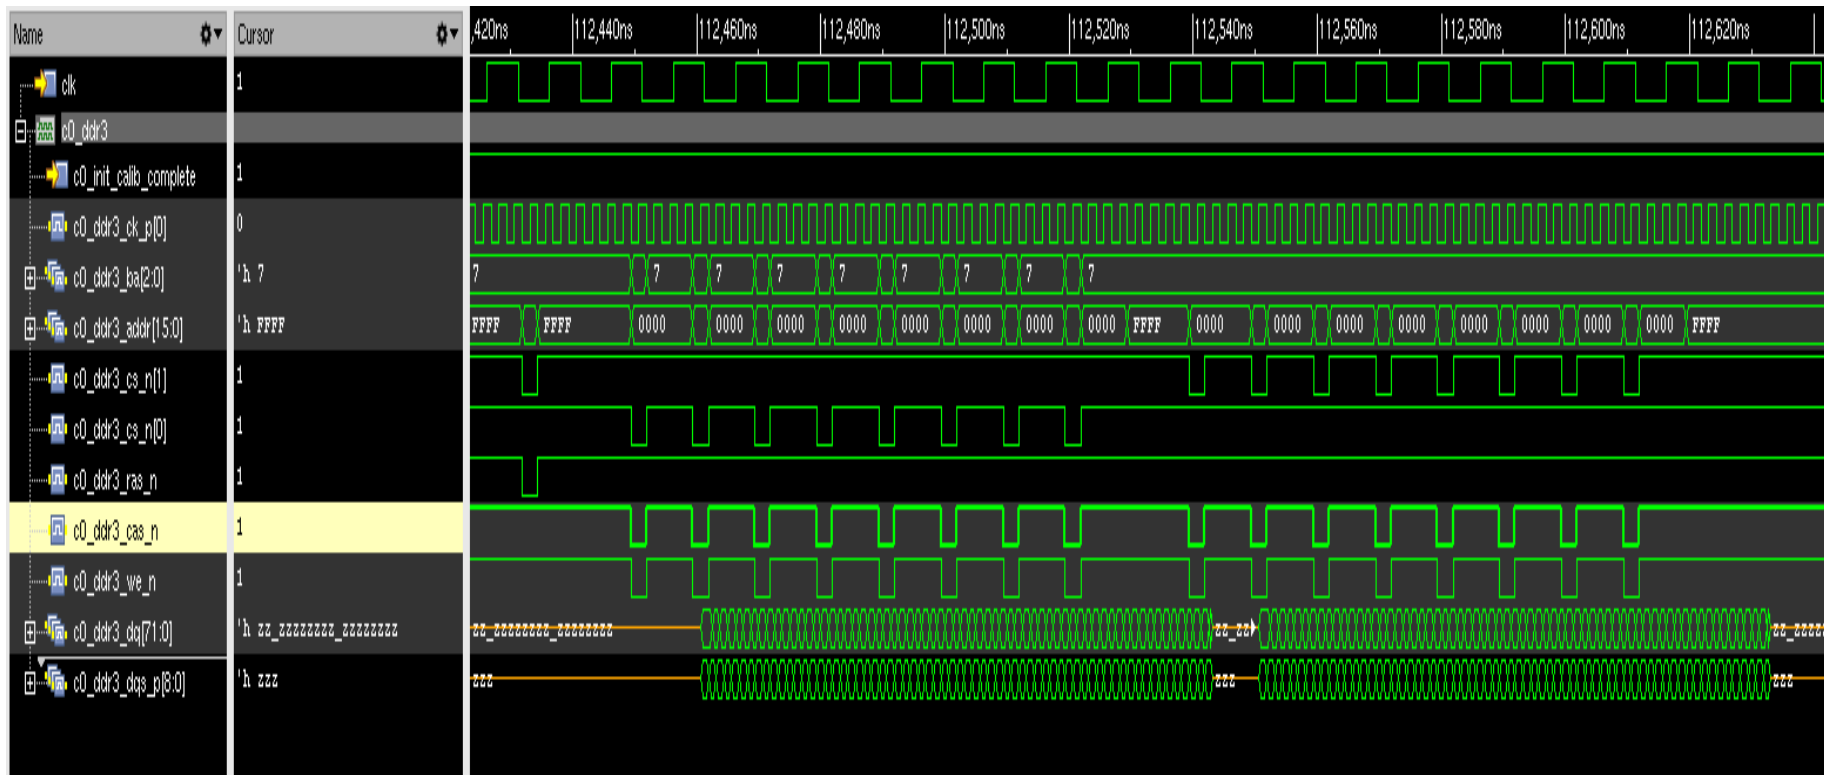 Name Cursor ,420ns 112,440ns 112,460ns 112,480ns 112,500ns 112,520ns 112,540ns 112,560ns 112,580ns 112,600ns 112,620ns
clk 1
c0_ddr3
c0_init_calib_complete 1
c0_ddr3_ck_p[0] 0
c0_ddr3_ba[2:0] 'h 7 7 7 7 7 7 7 7 7 7
c0_ddr3_addr[15:0] 'h FFFF FFFF FFFF 0000 0000 0000 0000 0000 0000 0000 0000 FFFF 0000 0000 0000 0000 0000 0000 0000 0000 FFFF
c0_ddr3_cs_n[1] 1
c0_ddr3_cs_n[0] 1
c0_ddr3_ras_n 1
c0_ddr3_cas_n 1
c0_ddr3_we_n 1
c0_ddr3_dq[71:0] 'h zz_zzzzzzzz_zzzzzzzz zz_zzzzzzzz_zzzzzzzz zz_zz zz_zzzzz
c0_ddr3_dqs_p[8:0] 'h zzz zzz zzz zzz